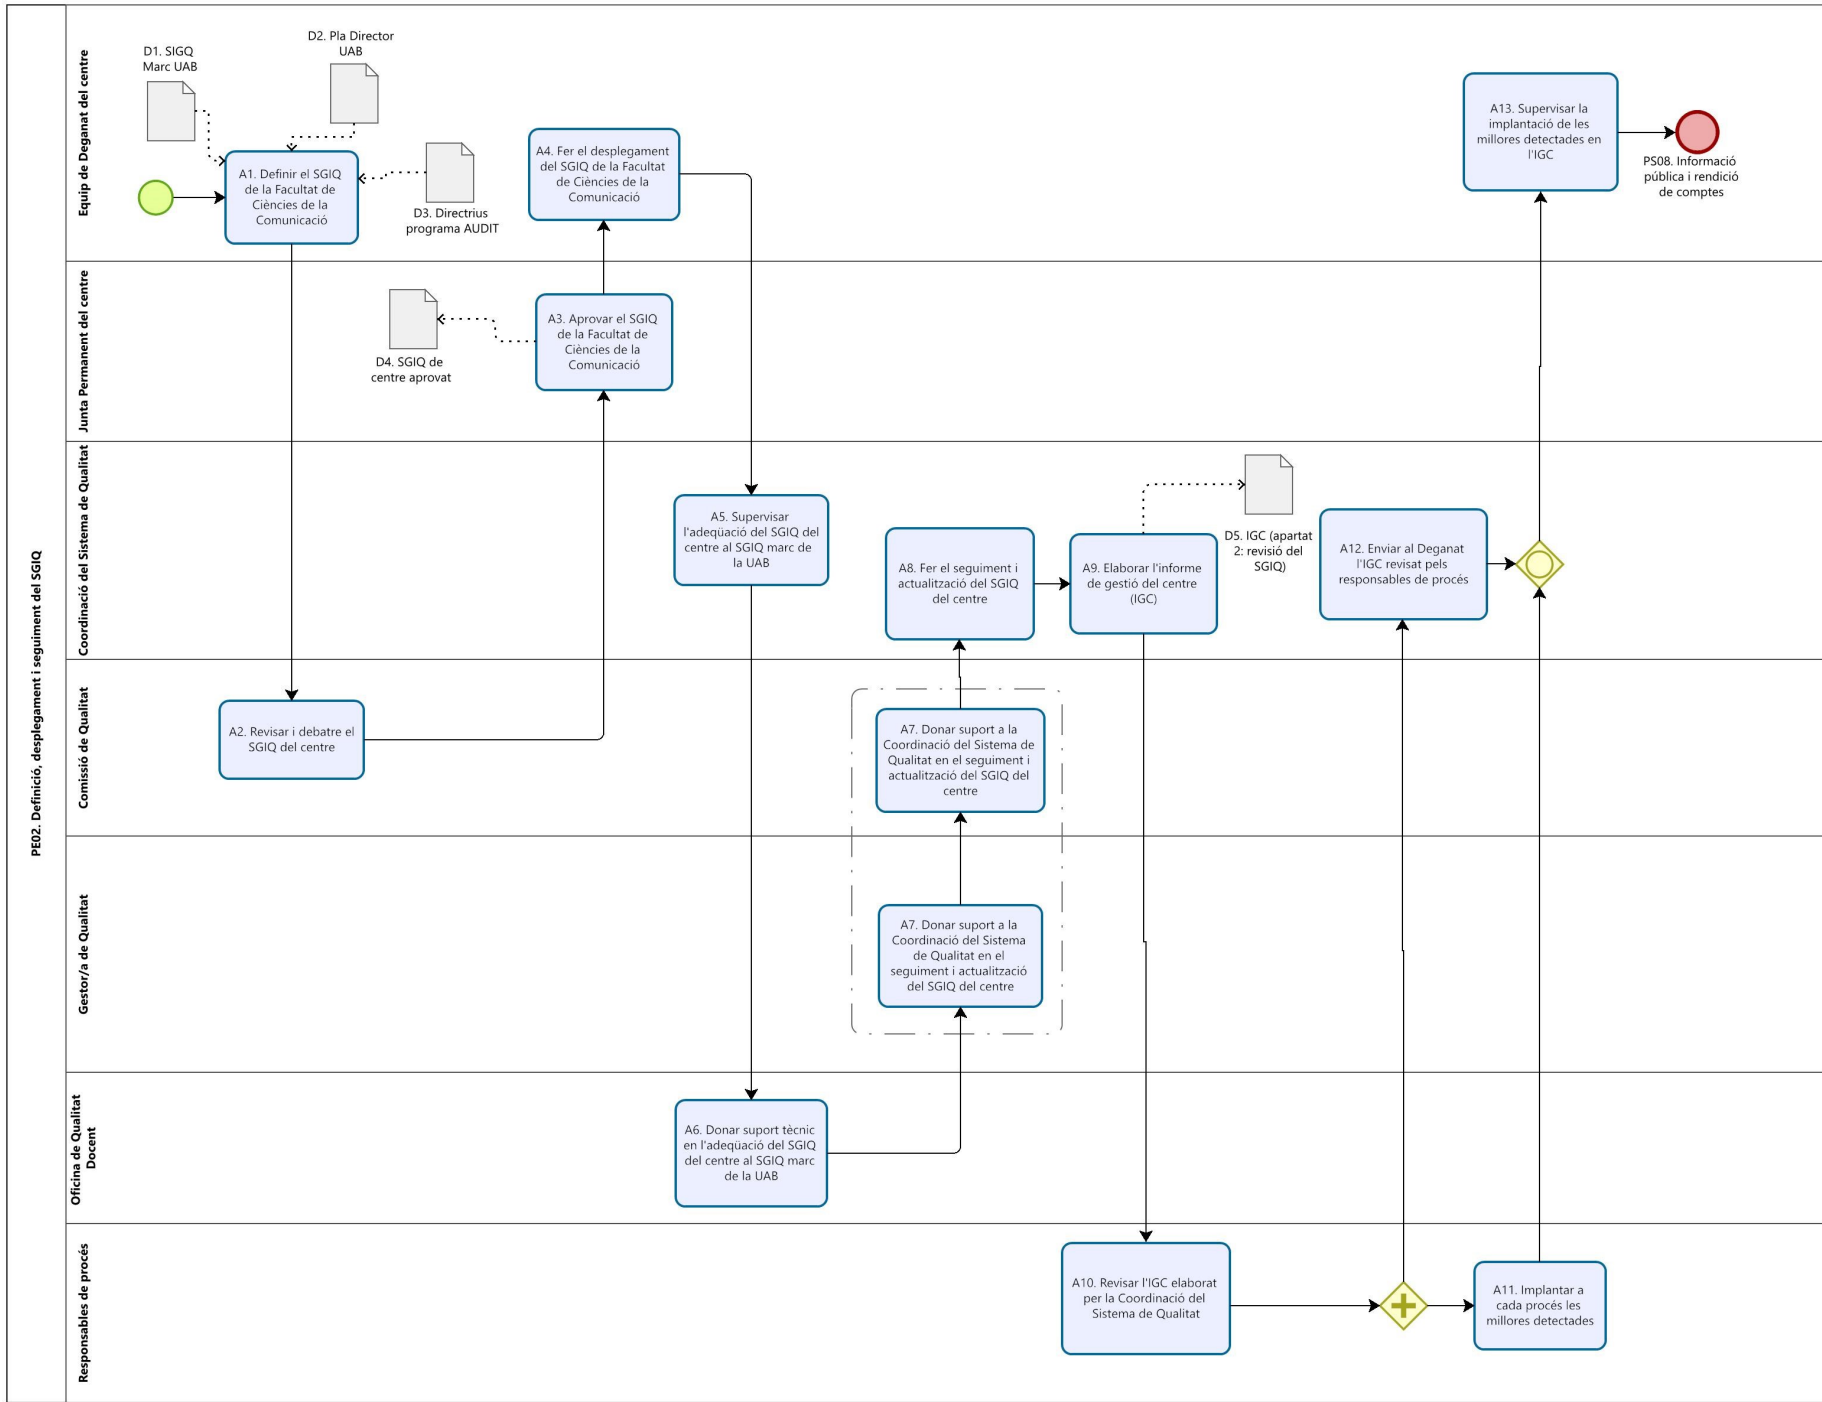 PE02. Definició, desplegament i seguiment del SGIQ
Equip de Deganat del centre
D1. SIGQ
Marc UAB
D2. Pla Director
UAB
A1. Definir el SGIQ
de la Facultat de
Ciències de la
Comunicació
D3. Directrius
programa AUDIT
A4. Fer el desplegament
del SGIQ de la Facultat
de Ciències de la
Comunicació
A13. Supervisar la
implantació de les
millores detectades en
l'IGC
PS08. Informació
pública i rendició
de comptes
Junta Permanent del centre
D4. SGIQ de
centre aprovat
A3. Aprovar el SGIQ
de la Facultat de
Ciències de la
Comunicació
Coordinació del Sistema de Qualitat
A5. Supervisar
l'adeqüació del SGIQ del
centre al SGIQ marc de
la UAB
A8. Fer el seguiment i
actualització del SGIQ
del centre
A9. Elaborar l'informe
de gestió del centre
(IGC)
D5. IGC (apartat
2: revisió del
SGIQ)
A12. Enviar al Deganat
l'IGC revisat pels
responsables de procés
Comissió de Qualitat
A2. Revisar i debatre el
SGIQ del centre
A7. Donar suport a la
Coordinació del Sistema de
Qualitat en el seguiment i
actualització del SGIQ del
centre
Gestor/a de Qualitat
A7. Donar suport a la
Coordinació del Sistema
de Qualitat en el
seguiment i actualització
del SGIQ del centre
Oficina de Qualitat
Docent
A6. Donar suport tècnic
en l'adeqüació del SGIQ
del centre al SGIQ marc
de la UAB
Responsables de procés
A10. Revisar l'IGC elaborat
per la Coordinació del
Sistema de Qualitat
A11. Implantar a
cada procés les
millores detectades